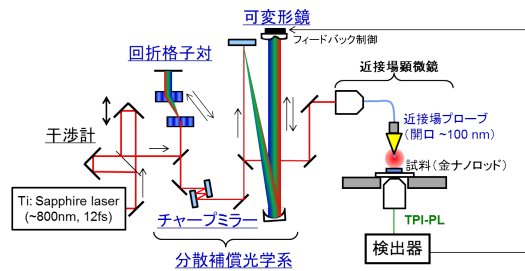 可変形鏡
フィードバック制御
回折格子対
近接場顕微鏡
近接場プローブ
(開口 ~100 nm)
干渉計
試料(金ナノロッド)
Ti: Sapphire laser
(~800nm, 12fs)
チャープミラー
TPI-PL
分散補償光学系
検出器